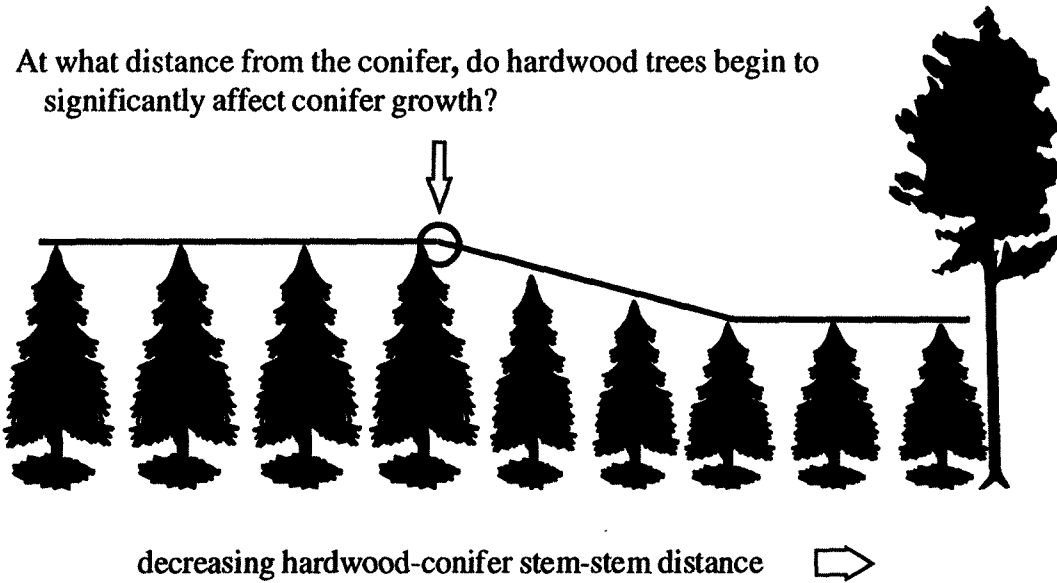 At what distance from the conifer, do hardwood trees begin to
significantly affect conifer growth?
decreasing hardwood-conifer stem-stem distance